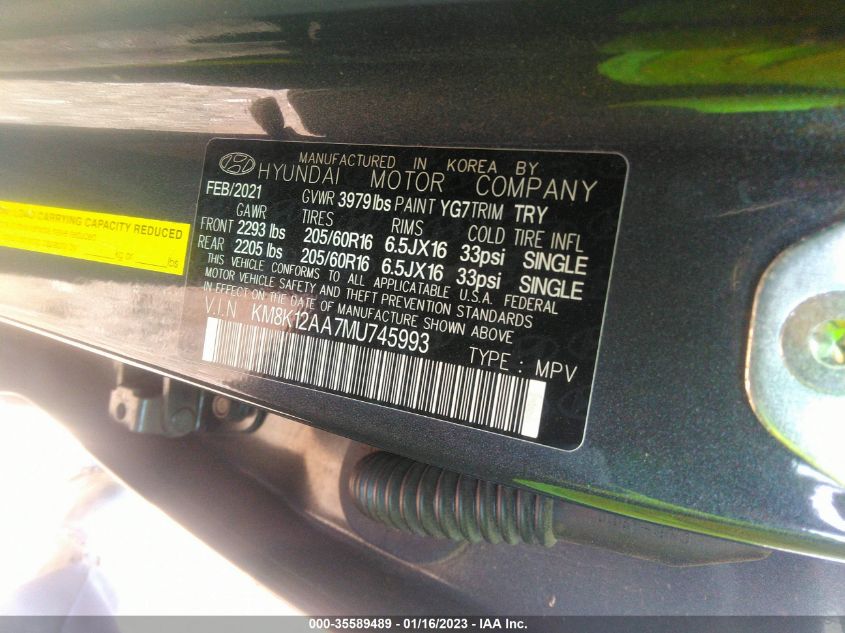 MANUFACTURED IN KOREA BY
HYUNDAI MOTOR COMPANY
FEB/2021 GVWR 3979 lbs PAINT YG7 TRIM TRY
GAWR TIRES RIMS COLD TIRE INFL
FRONT 2293 lbs 205/60R16 6.5JX16 33psi SINGLE
REAR 2205 lbs 205/60R16 6.5JX16 33psi SINGLE
THIS VEHICLE CONFORMS TO ALL APPLICATABLE U.S.A. FEDERAL
MOTOR VEHICLE SAFETY AND THEFT PREVENTION STANDARDS
IN EFFECT ON THE DATE OF MANUFACTURE SHOWN ABOVE
V.I.N KM8K12AA7MU745993
TYPE : MPV
CARRYING CAPACITY REDUCED
kg or lbs
000-35589489 - 01/16/2023 - IAA Inc.